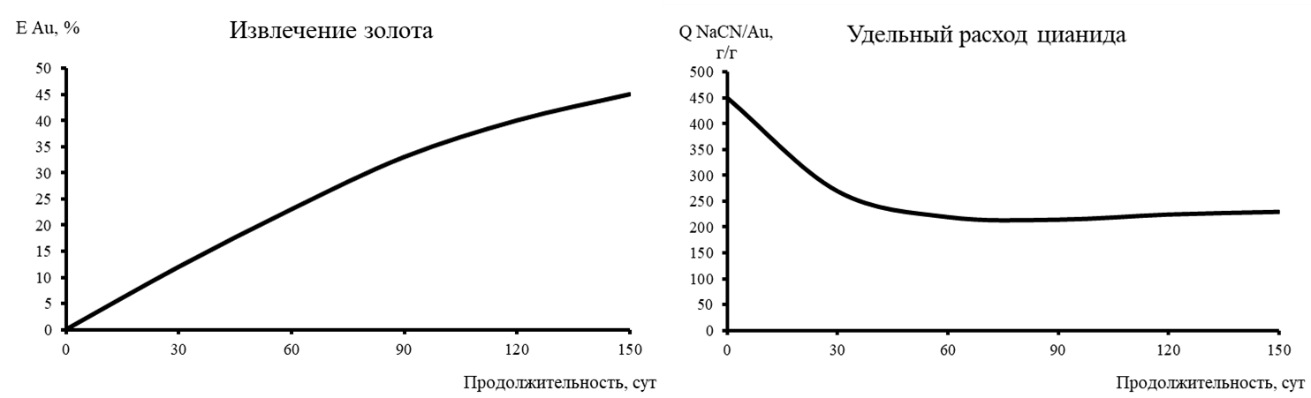 E Au, %
Извлечение золота
50
45
40
35
30
25
20
15
10
5
0
0 30 60 90 120 150
Продолжительность, сут
Q NaCN/Au,
г/г
Удельный расход цианида
500
450
400
350
300
250
200
150
100
50
0
0 30 60 90 120 150
Продолжительность, сут